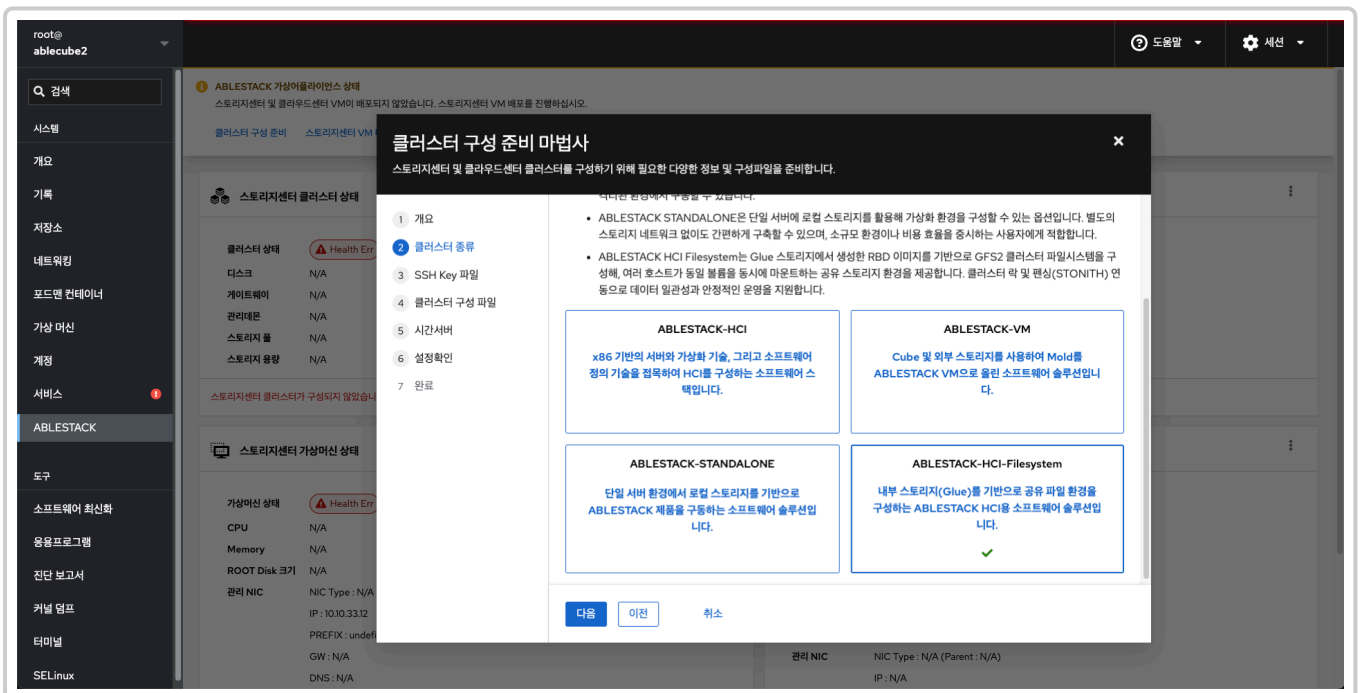 root@
ablecube2
도움말
세션
검색
시스템
개요
기록
저장소
네트워킹
포드맨 컨테이너
가상 머신
계정
서비스
ABLESTACK
도구
소프트웨어 최신화
응용프로그램
진단 보고서
커널 덤프
터미널
SELinux
ABLESTACK 가상어플라이언스 상태
스토리지센터 및 클라우드센터 VM이 배포되지 않았습니다. 스토리지센터 VM 배포를 진행하십시오.
클러스터 구성 준비
스토리지센터 VM
스토리지센터 클러스터 상태
클러스터 상태
Health Err
디스크
N/A
게이트웨이
N/A
관리데몬
N/A
스토리지 풀
N/A
스토리지 용량
N/A
스토리지센터 클러스터가 구성되지 않았습니
스토리지센터 가상머신 상태
가상머신 상태
Health Err
CPU
N/A
Memory
N/A
ROOT Disk 크기
N/A
관리 NIC
NIC Type : N/A
IP : 10.10.33.12
PREFIX : undefi
GW : N/A
DNS : N/A
관리 NIC
NIC Type : N/A (Parent : N/A)
IP : N/A
클러스터 구성 준비 마법사
스토리지센터 및 클라우드센터 클러스터를 구성하기 위해 필요한 다양한 정보 및 구성파일을 준비합니다.
1 개요
2 클러스터 종류
3 SSH Key 파일
4 클러스터 구성 파일
5 시간서버
6 설정확인
7 완료
• ABLESTACK STANDALONE은 단일 서버에 로컬 스토리지를 활용해 가상화 환경을 구성할 수 있는 옵션입니다. 별도의
스토리지 네트워크 없이도 간편하게 구축할 수 있으며, 소규모 환경이나 비용 효율을 중시하는 사용자에게 적합합니다.
• ABLESTACK HCI Filesystem는 Glue 스토리지에서 생성한 RBD 이미지를 기반으로 GFS2 클러스터 파일시스템을 구
성해, 여러 호스트가 동일 볼륨을 동시에 마운트하는 공유 스토리지 환경을 제공합니다. 클러스터 락 및 펜싱(STONITH) 연
동으로 데이터 일관성과 안정적인 운영을 지원합니다.
ABLESTACK-HCI
x86 기반의 서버와 가상화 기술, 그리고 소프트웨어
정의 기술을 접목하여 HCI를 구성하는 소프트웨어 스
택입니다.
ABLESTACK-VM
Cube 및 외부 스토리지를 사용하여 Mold를
ABLESTACK VM으로 올린 소프트웨어 솔루션입니
다.
ABLESTACK-STANDALONE
단일 서버 환경에서 로컬 스토리지를 기반으로
ABLESTACK 제품을 구동하는 소프트웨어 솔루션입
니다.
ABLESTACK-HCI-Filesystem
내부 스토리지(Glue)를 기반으로 공유 파일 환경을
구성하는 ABLESTACK HCI용 소프트웨어 솔루션입
니다.
다음
이전
취소